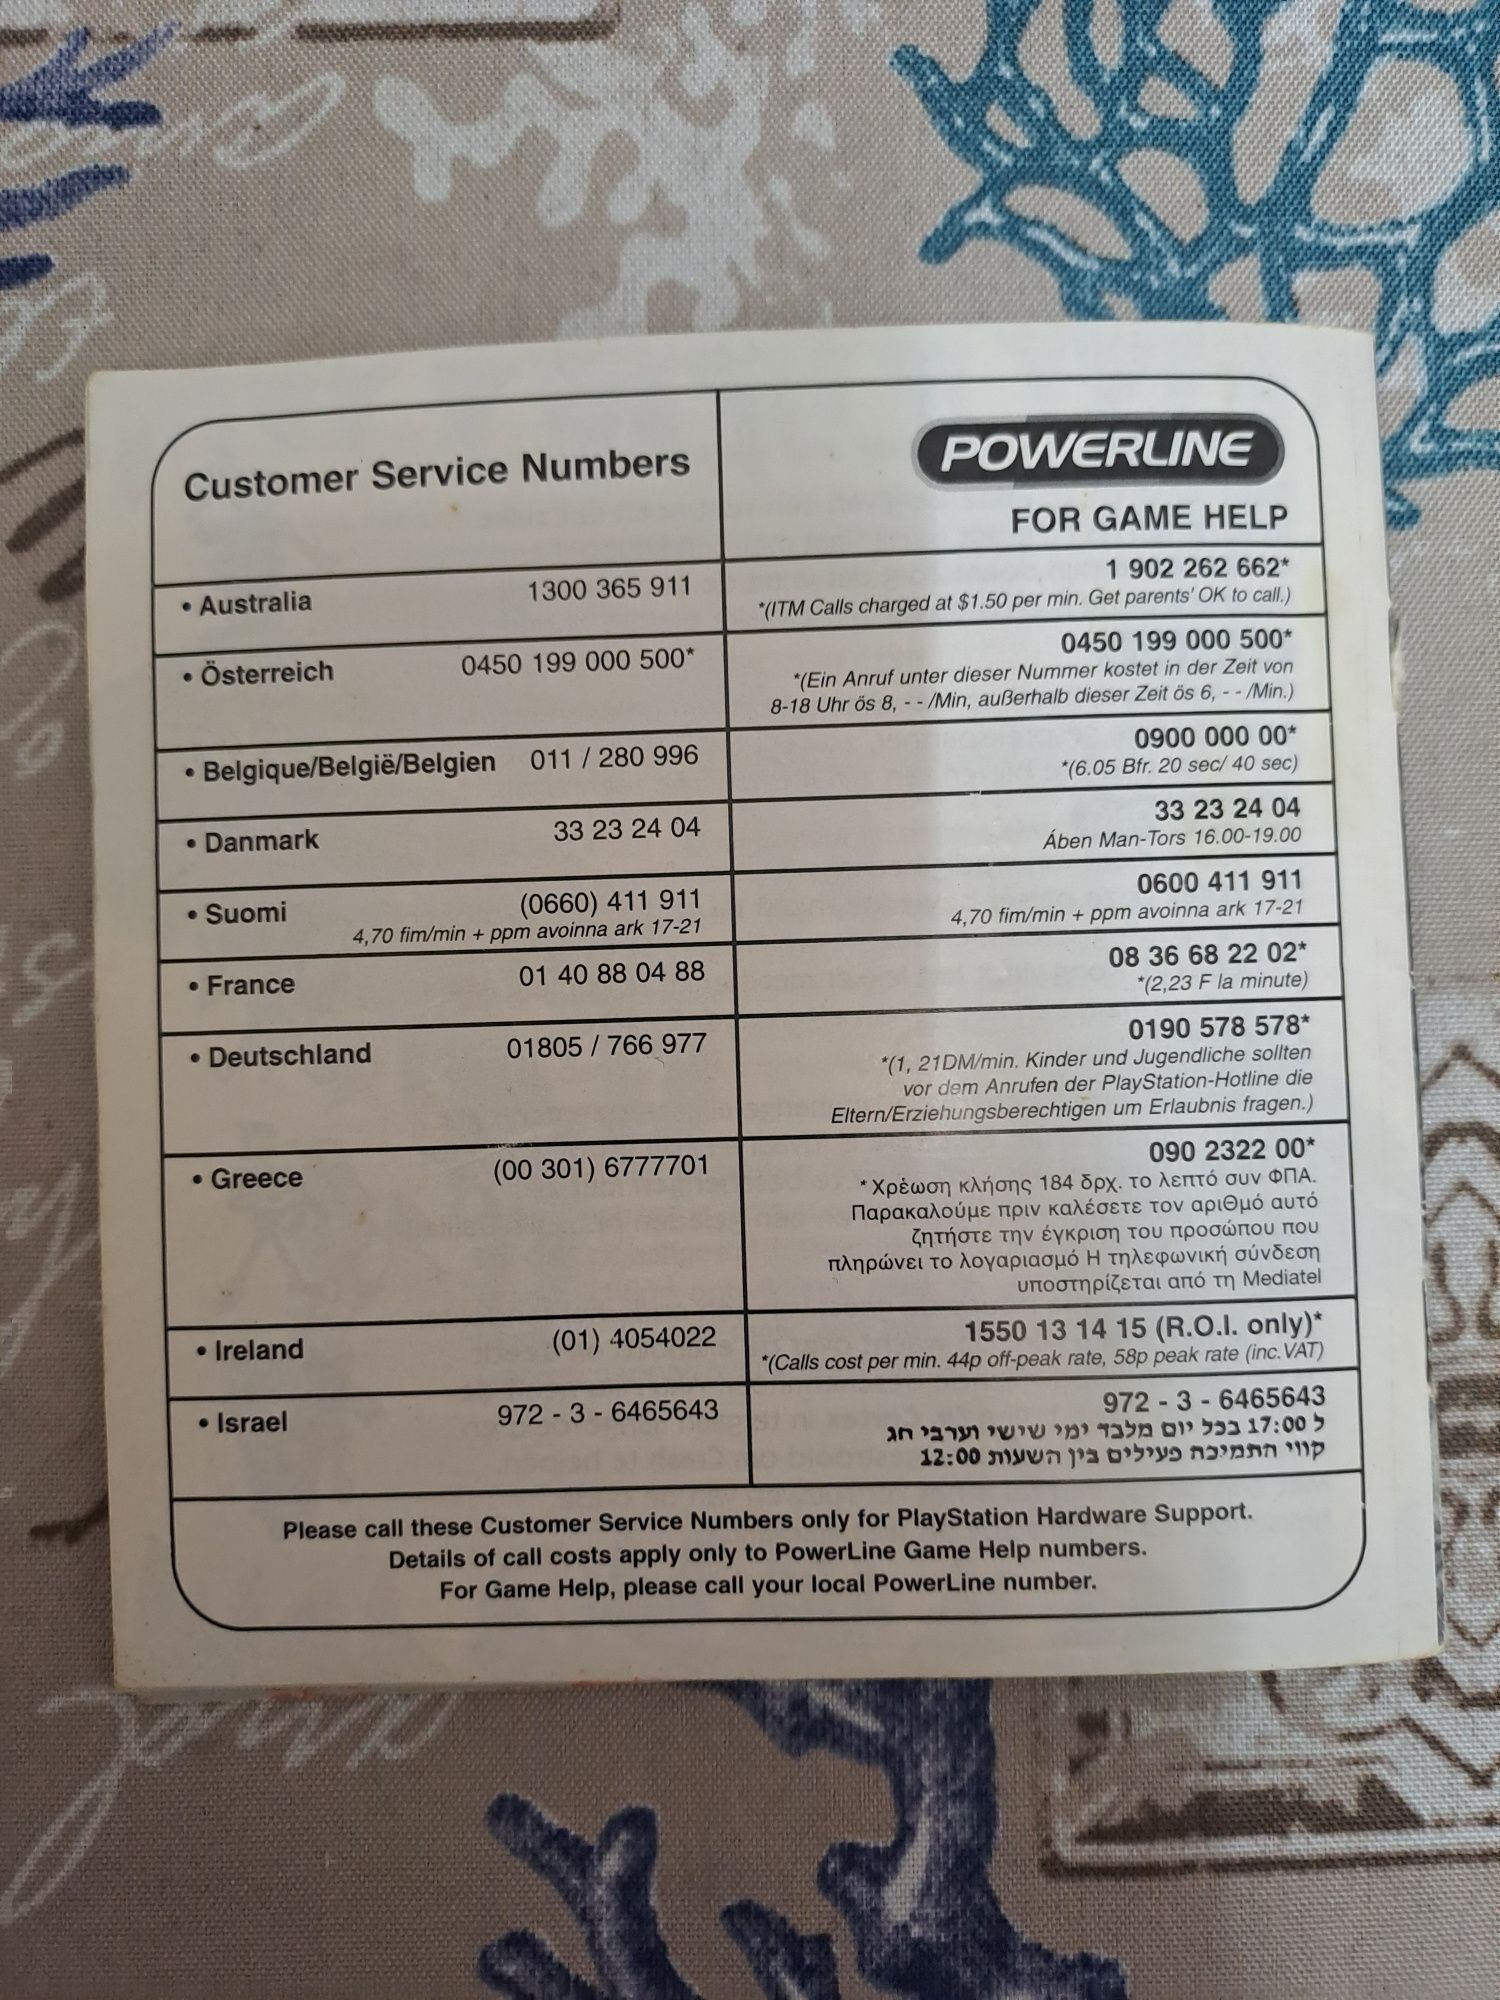 Customer Service Numbers
POWERLINE
FOR GAME HELP
• Australia 1300 365 911
1 902 262 662*
*(ITM Calls charged at $1.50 per min. Get parents' OK to call.)
• Österreich 0450 199 000 500*
0450 199 000 500*
*(Ein Anruf unter dieser Nummer kostet in der Zeit von
8-18 Uhr ös 8, - - /Min, außerhalb dieser Zeit ös 6, - - /Min.)
• Belgique/België/Belgien 011 / 280 996
0900 000 00*
*(6.05 Bfr. 20 sec/ 40 sec)
• Danmark 33 23 24 04
33 23 24 04
Áben Man-Tors 16.00-19.00
• Suomi (0660) 411 911
4,70 fim/min + ppm avoinna ark 17-21
0600 411 911
4,70 fim/min + ppm avoinna ark 17-21
• France 01 40 88 04 88
08 36 68 22 02*
*(2,23 F la minute)
• Deutschland 01805 / 766 977
0190 578 578*
*(1, 21DM/min. Kinder und Jugendliche sollten
vor dem Anrufen der PlayStation-Hotline die
Eltern/Erziehungsberechtigen um Erlaubnis fragen.)
• Greece (00 301) 6777701
090 2322 00*
* Χρέωση κλήσης 184 δρχ. το λεπτό συν ΦΠΑ.
Παρακαλούμε πριν καλέσετε τον αριΘμό αυτό
ζητήστε την έγκριση του προσώπου που
πληρώνει το λογαριασμό Η τηλεφωνική σύνδεση
υποστηρίζεται από τη Mediatel
• Ireland (01) 4054022
1550 13 14 15 (R.O.I. only)*
*(Calls cost per min. 44p off-peak rate, 58p peak rate (inc.VAT)
• Israel 972 - 3 - 6465643
972 - 3 - 6465643
ל 17:00 בכל יום מלבד ימי שישי וערבי חג
קווי התמיכה פעילים בין השעות 12:00
Please call these Customer Service Numbers only for PlayStation Hardware Support.
Details of call costs apply only to PowerLine Game Help numbers.
For Game Help, please call your local PowerLine number.